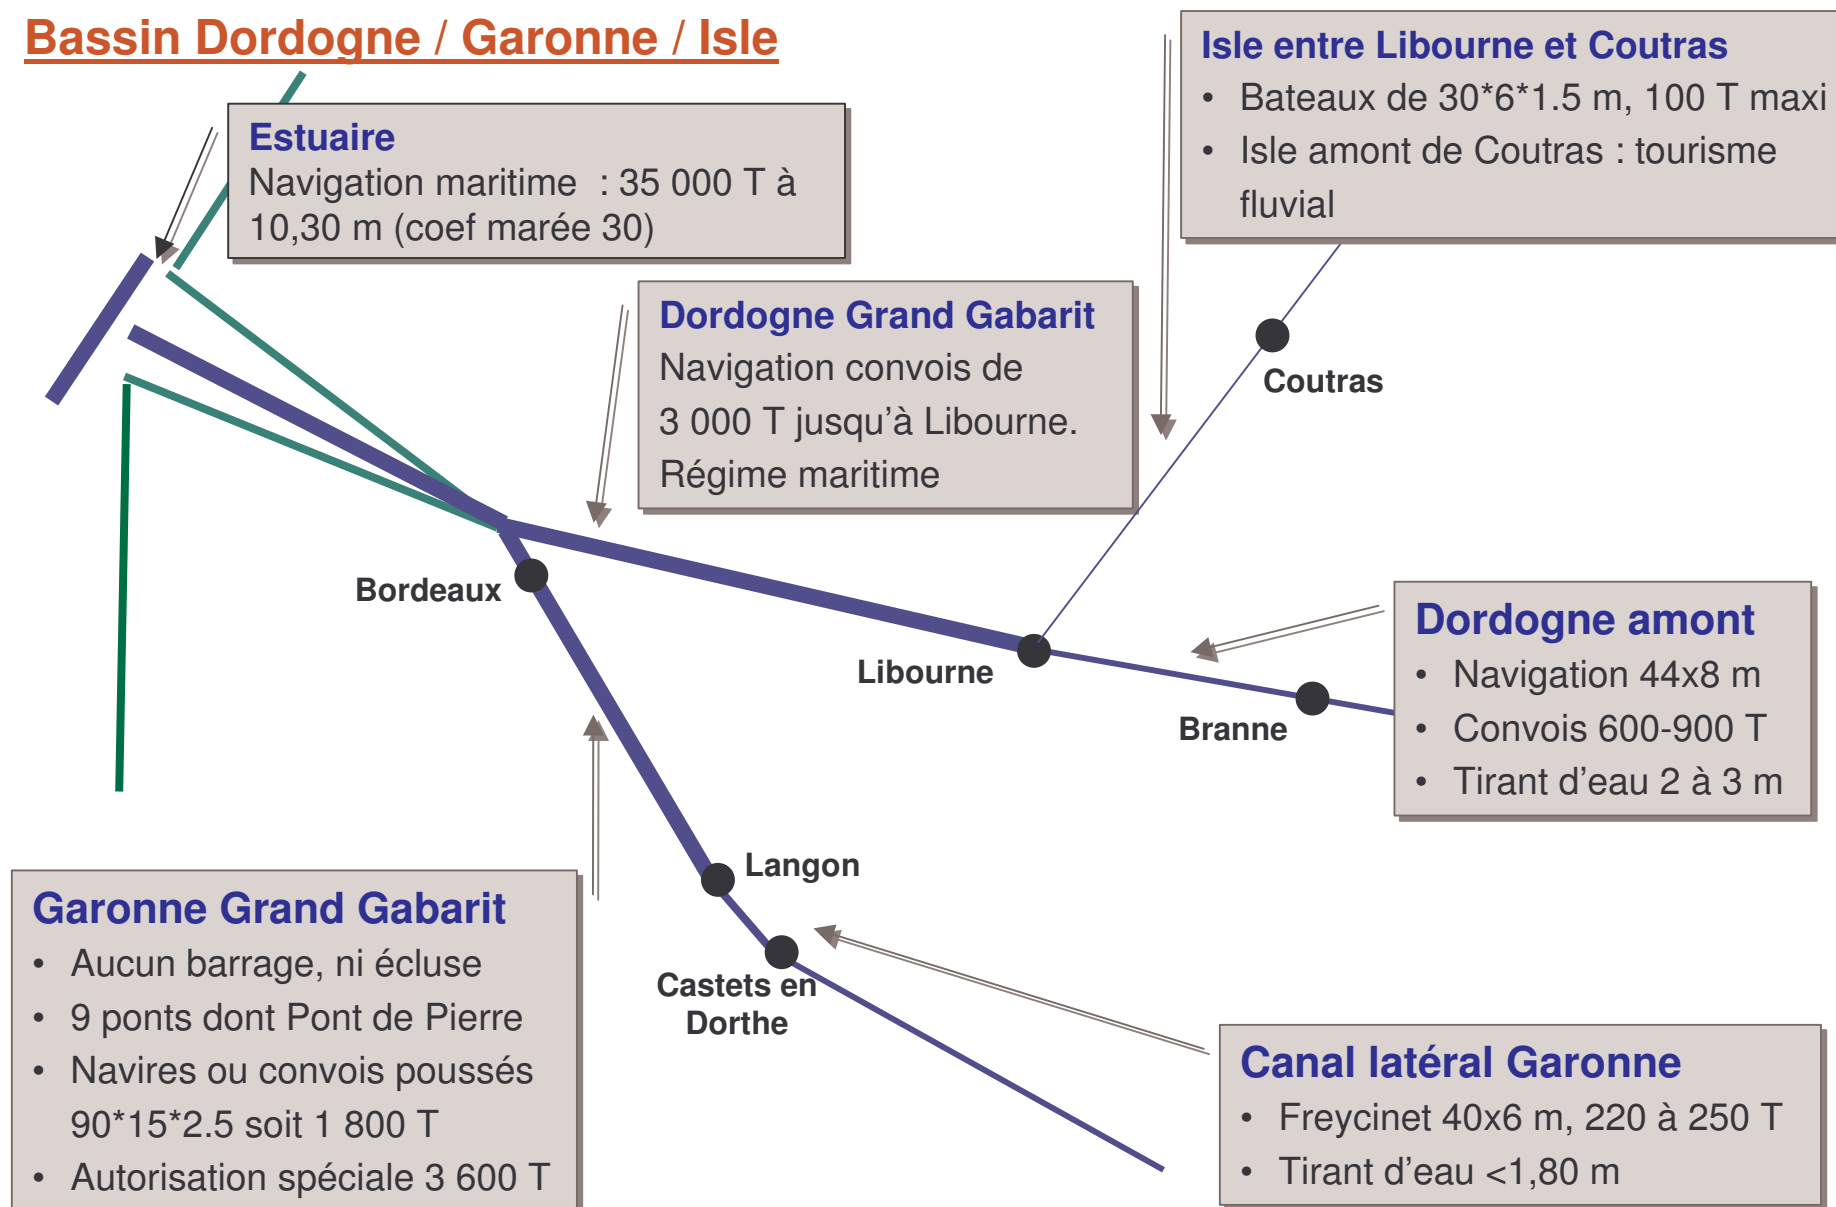 Bassin Dordogne / Garonne / Isle
Estuaire
Navigation maritime : 35 000 T à
10,30 m (coef marée 30)
Isle entre Libourne et Coutras
• Bateaux de 30*6*1.5 m, 100 T maxi
• Isle amont de Coutras : tourisme
fluvial
Dordogne Grand Gabarit
Navigation convois de
3 000 T jusqu’à Libourne.
Régime maritime
Coutras
Bordeaux
Libourne
Branne
Dordogne amont
• Navigation 44x8 m
• Convois 600-900 T
• Tirant d’eau 2 à 3 m
Langon
Castets en
Dorthe
Garonne Grand Gabarit
• Aucun barrage, ni écluse
• 9 ponts dont Pont de Pierre
• Navires ou convois poussés
90*15*2.5 soit 1 800 T
• Autorisation spéciale 3 600 T
Canal latéral Garonne
• Freycinet 40x6 m, 220 à 250 T
• Tirant d’eau <1,80 m